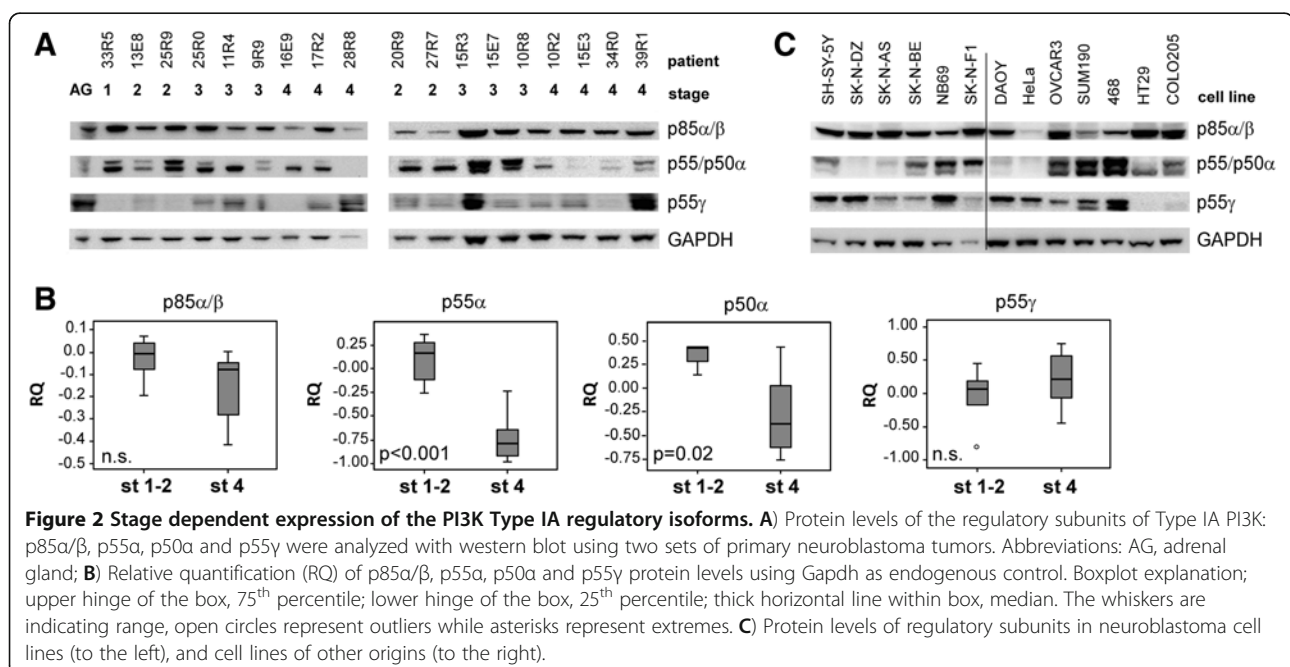 A
33R5 13E8 25R9 25R0 11R4 9R9 16E9 17R2 28R8 20R9 27R7 15R3 15E7 10R8 10R2 15E3 34R0 39R1 patient
AG 1 2 2 3 3 3 4 4 4 2 2 3 3 3 4 4 4 4 stage
p85α/β
p55/p50α
p55γ
GAPDH
C
SH-SY-5Y SK-N-DZ SK-N-AS SK-N-BE NB69 SK-N-F1 DAOY HeLa OVCAR3 SUM190 468 HT29 COLO205 cell line
p85α/β
p55/p50α
p55γ
GAPDH
B
p85α/β
RQ
0.1
0.0
-0.1
-0.2
-0.3
-0.4
-0.5
n.s.
st 1-2 st 4
p55α
RQ
0.25
-0.00
-0.25
-0.50
-0.75
-1.00
p<0.001
st 1-2 st 4
p50α
RQ
0.50
0.25
0.00
-0.25
-0.50
-0.75
p=0.02
st 1-2 st 4
p55γ
RQ
1.00
0.50
0.00
-0.50
-1.00
n.s.
st 1-2 st 4
Figure 2 Stage dependent expression of the PI3K Type IA regulatory isoforms. A) Protein levels of the regulatory subunits of Type IA PI3K:
p85α/β, p55α, p50α and p55γ were analyzed with western blot using two sets of primary neuroblastoma tumors. Abbreviations: AG, adrenal
gland; B) Relative quantification (RQ) of p85α/β, p55α, p50α and p55γ protein levels using Gapdh as endogenous control. Boxplot explanation;
upper hinge of the box, 75th percentile; lower hinge of the box, 25th percentile; thick horizontal line within box, median. The whiskers are
indicating range, open circles represent outliers while asterisks represent extremes. C) Protein levels of regulatory subunits in neuroblastoma cell
lines (to the left), and cell lines of other origins (to the right).